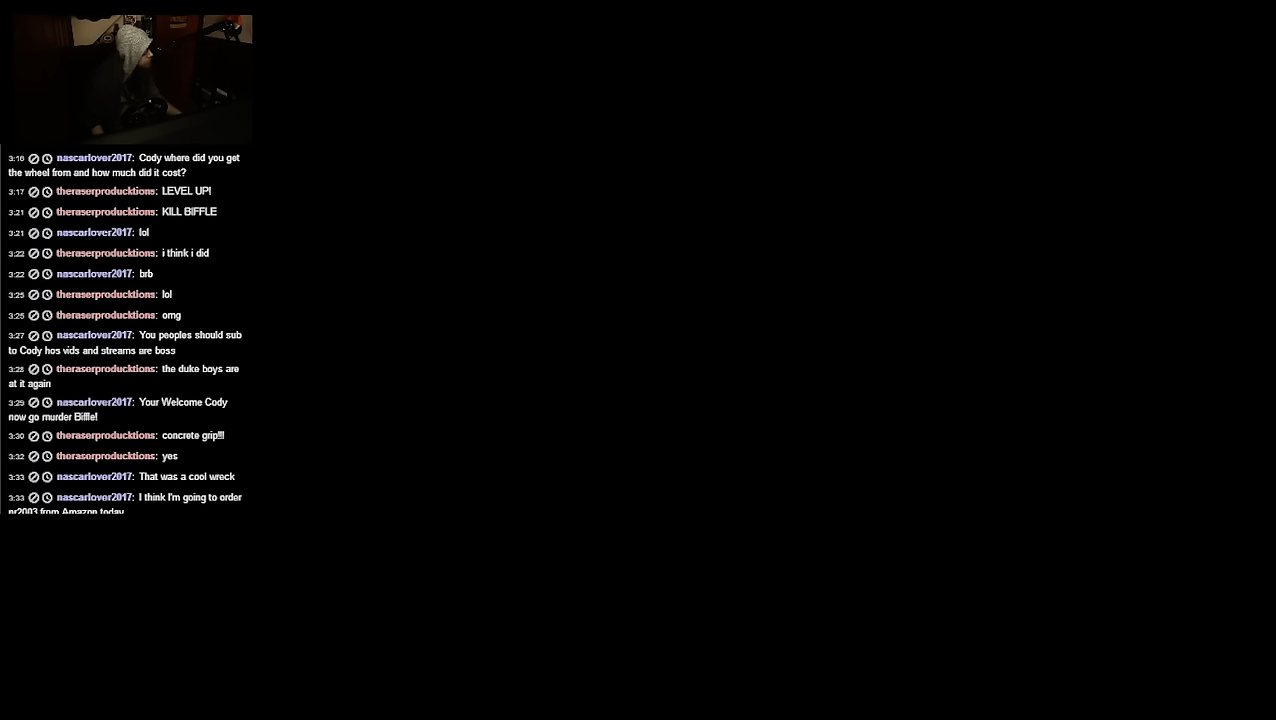 3:16 nascarlover2017: Cody where did you get
the wheel from and how much did it cost?
3:17 theraserproducktions: LEVEL UP!
3:21 theraserproducktions: KILL BIFFLE
3:21 nascarlover2017: lol
3:22 theraserproducktions: i think i did
3:22 nascarlover2017: brb
3:25 theraserproducktions: lol
3:25 theraserproducktions: omg
3:27 nascarlover2017: You peoples should sub
to Cody hos vids and streams are boss
3:28 theraserproducktions: the duke boys are
at it again
3:29 nascarlover2017: Your Welcome Cody
now go murder Biffle!
3:30 theraserproducktions: concrete grip!!!
3:32 theraserproducktions: yes
3:33 nascarlover2017: That was a cool wreck
3:33 nascarlover2017: I think I'm going to order
nr2003 from Amazon today